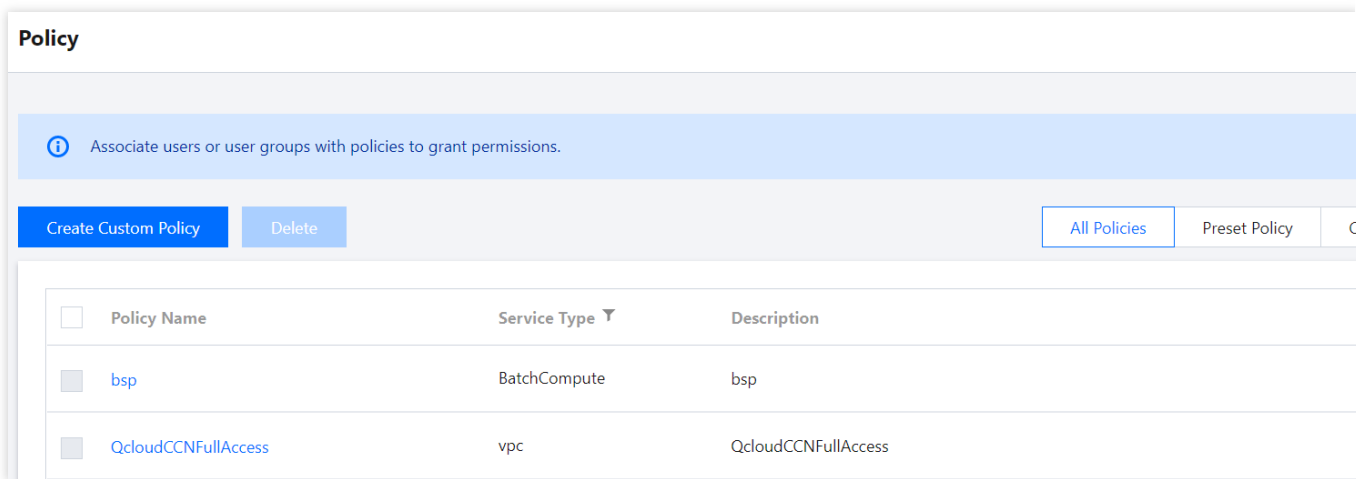 Policy
Associate users or user groups with policies to grant permissions.
Create Custom Policy Delete All Policies Preset Policy
Policy Name Service Type Description
bsp BatchCompute bsp
QcloudCCNFullAccess vpc QcloudCCNFullAccess